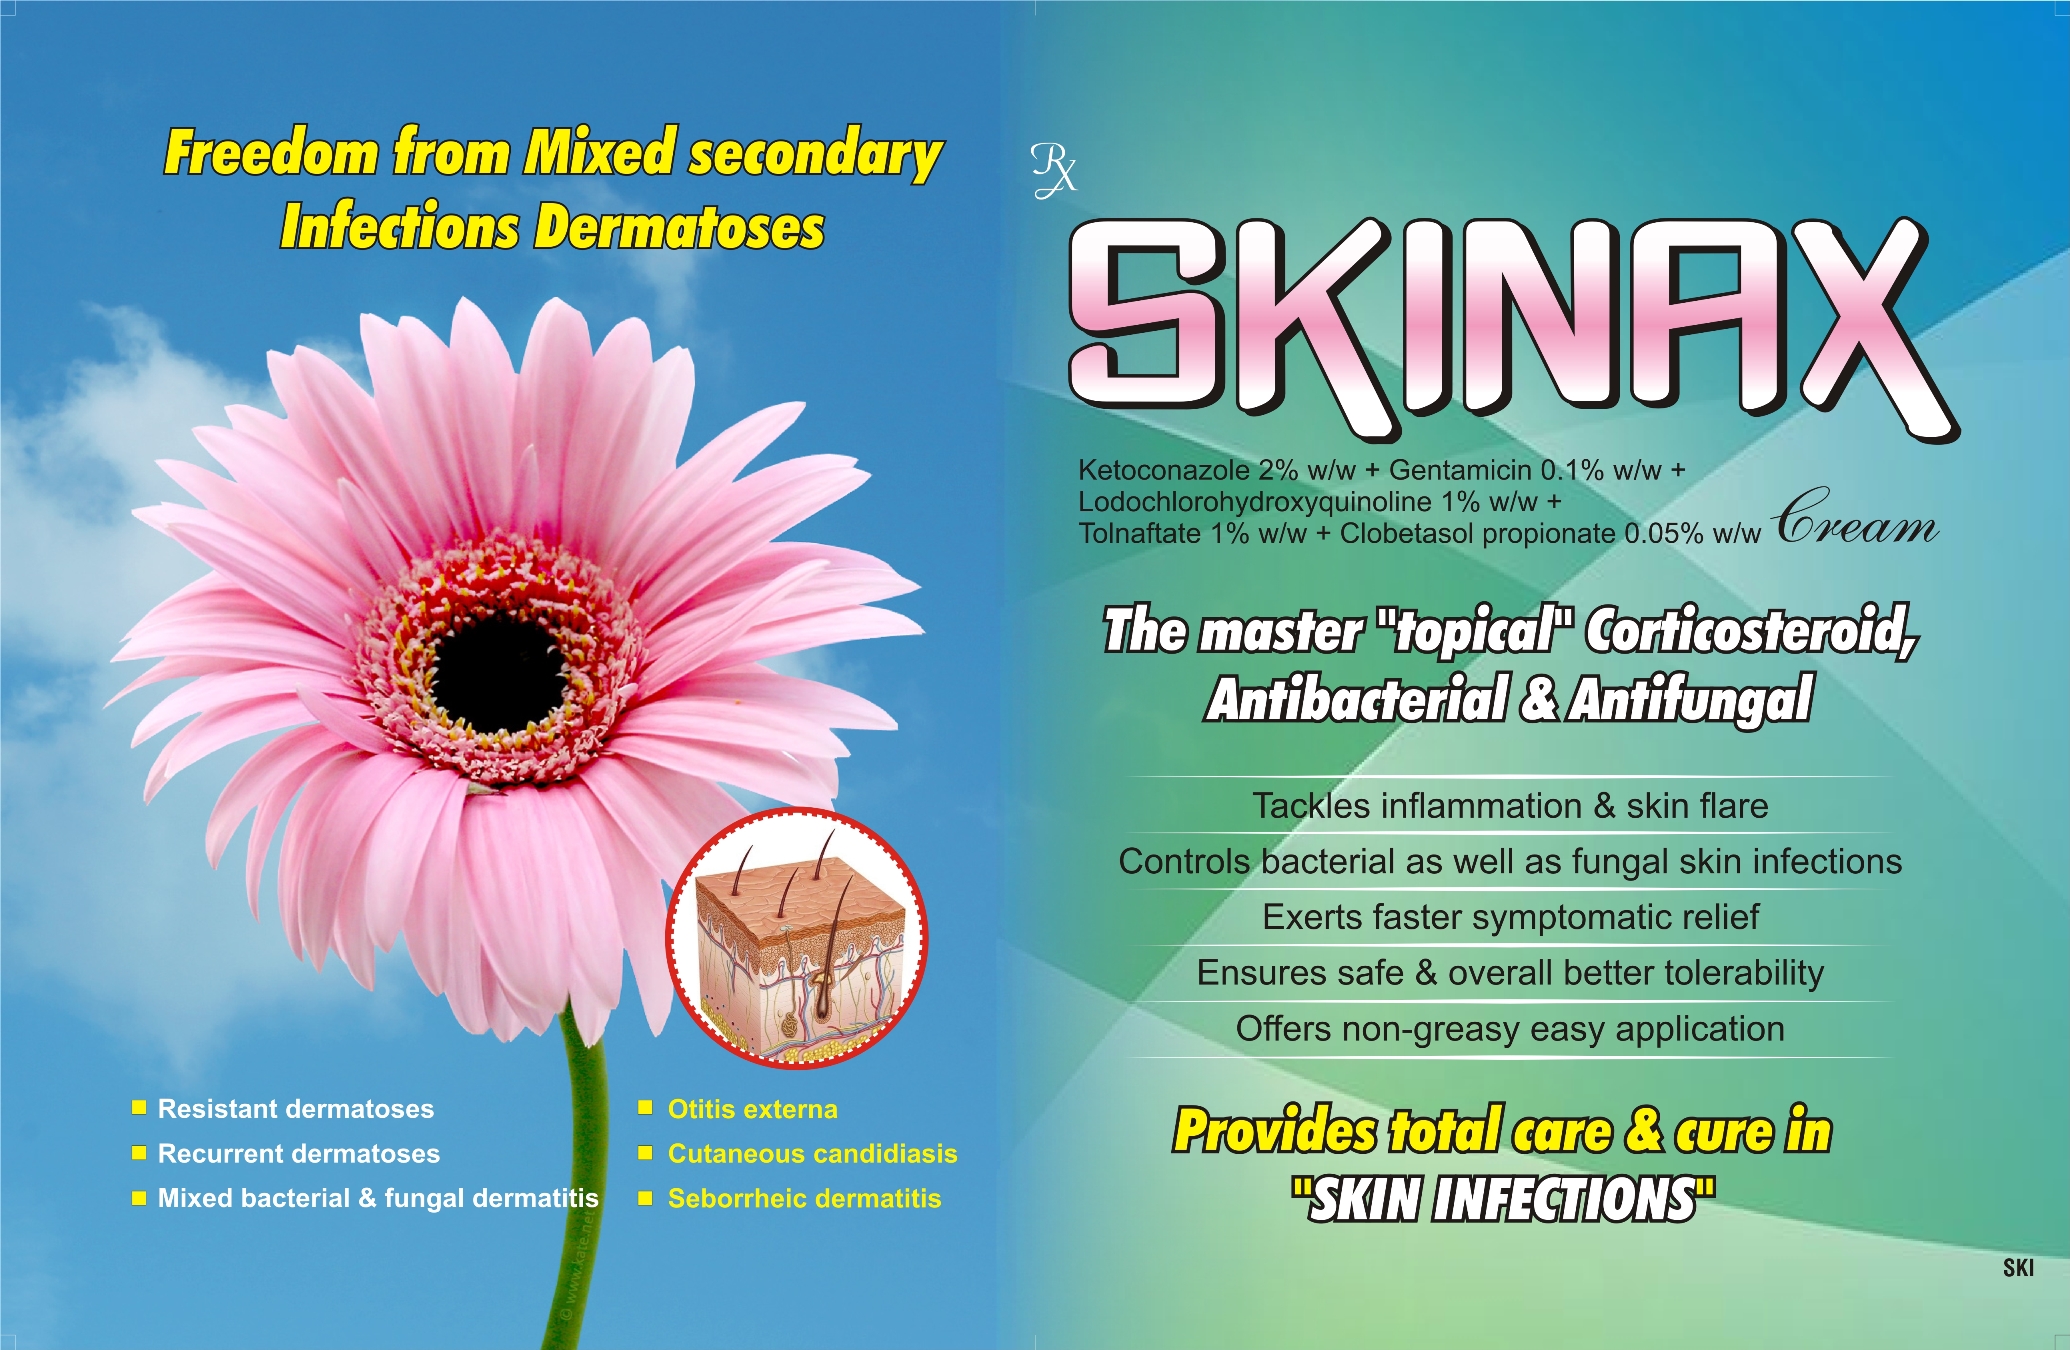 Freedom from Mixed secondary
Infections Dermatoses
Resistant dermatoses
Recurrent dermatoses
Mixed bacterial & fungal dermatitis
Otitis externa
Cutaneous candidiasis
Seborrheic dermatitis
© www.kate.net
Rx
SKINAX
Ketoconazole 2% w/w + Gentamicin 0.1% w/w +
Lodochlorohydroxyquinoline 1% w/w +
Tolnaftate 1% w/w + Clobetasol propionate 0.05% w/w Cream
The master "topical" Corticosteroid,
Antibacterial & Antifungal
Tackles inflammation & skin flare
Controls bacterial as well as fungal skin infections
Exerts faster symptomatic relief
Ensures safe & overall better tolerability
Offers non-greasy easy application
Provides total care & cure in
"SKIN INFECTIONS"
SKI